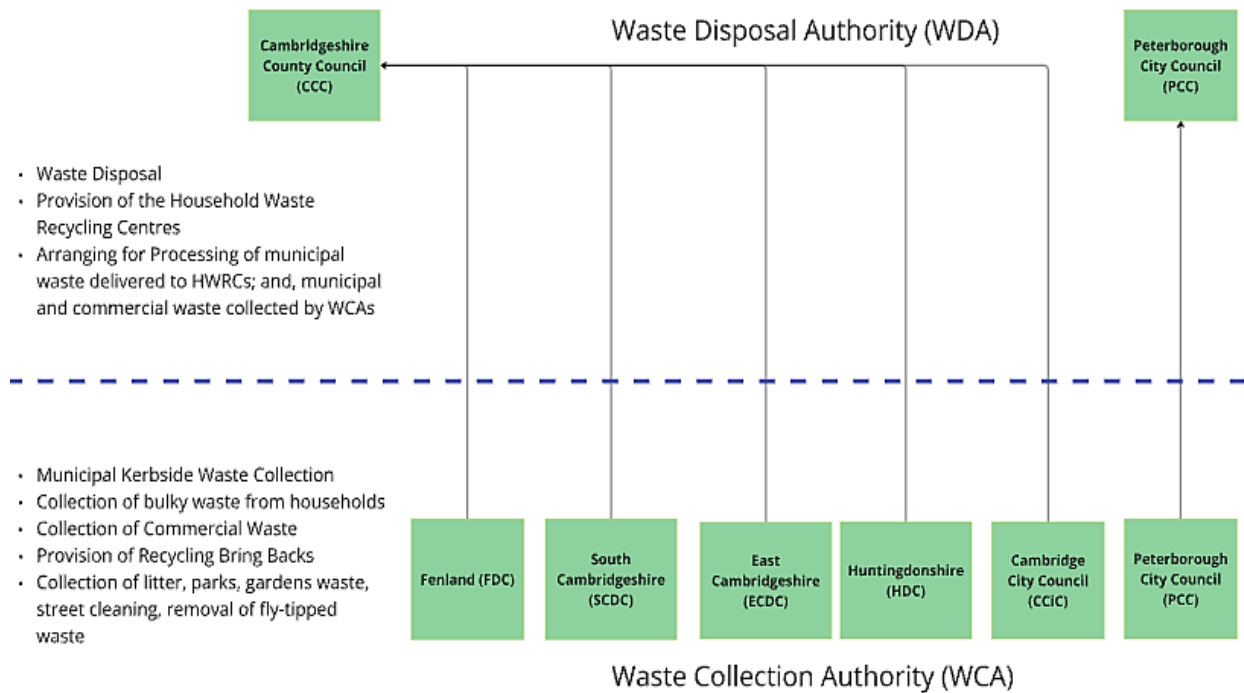 Waste Disposal Authority (WDA)
Cambridgeshire
County Council
(CCC)
Peterborough
City Council
(PCC)
• Waste Disposal
• Provision of the Household Waste
Recycling Centres
• Arranging for Processing of municipal
waste delivered to HWRCs; and, municipal
and commercial waste collected by WCAs
• Municipal Kerbside Waste Collection
• Collection of bulky waste from households
• Collection of Commercial Waste
• Provision of Recycling Bring Backs
• Collection of litter, parks, gardens waste,
street cleaning, removal of fly-tipped
waste
Fenland (FDC)
South
Cambridgeshire
(SCDC)
East
Cambridgeshire
(ECDC)
Huntingdonshire
(HDC)
Cambridge
City Council
(CCiC)
Peterborough
City Council
(PCC)
Waste Collection Authority (WCA)